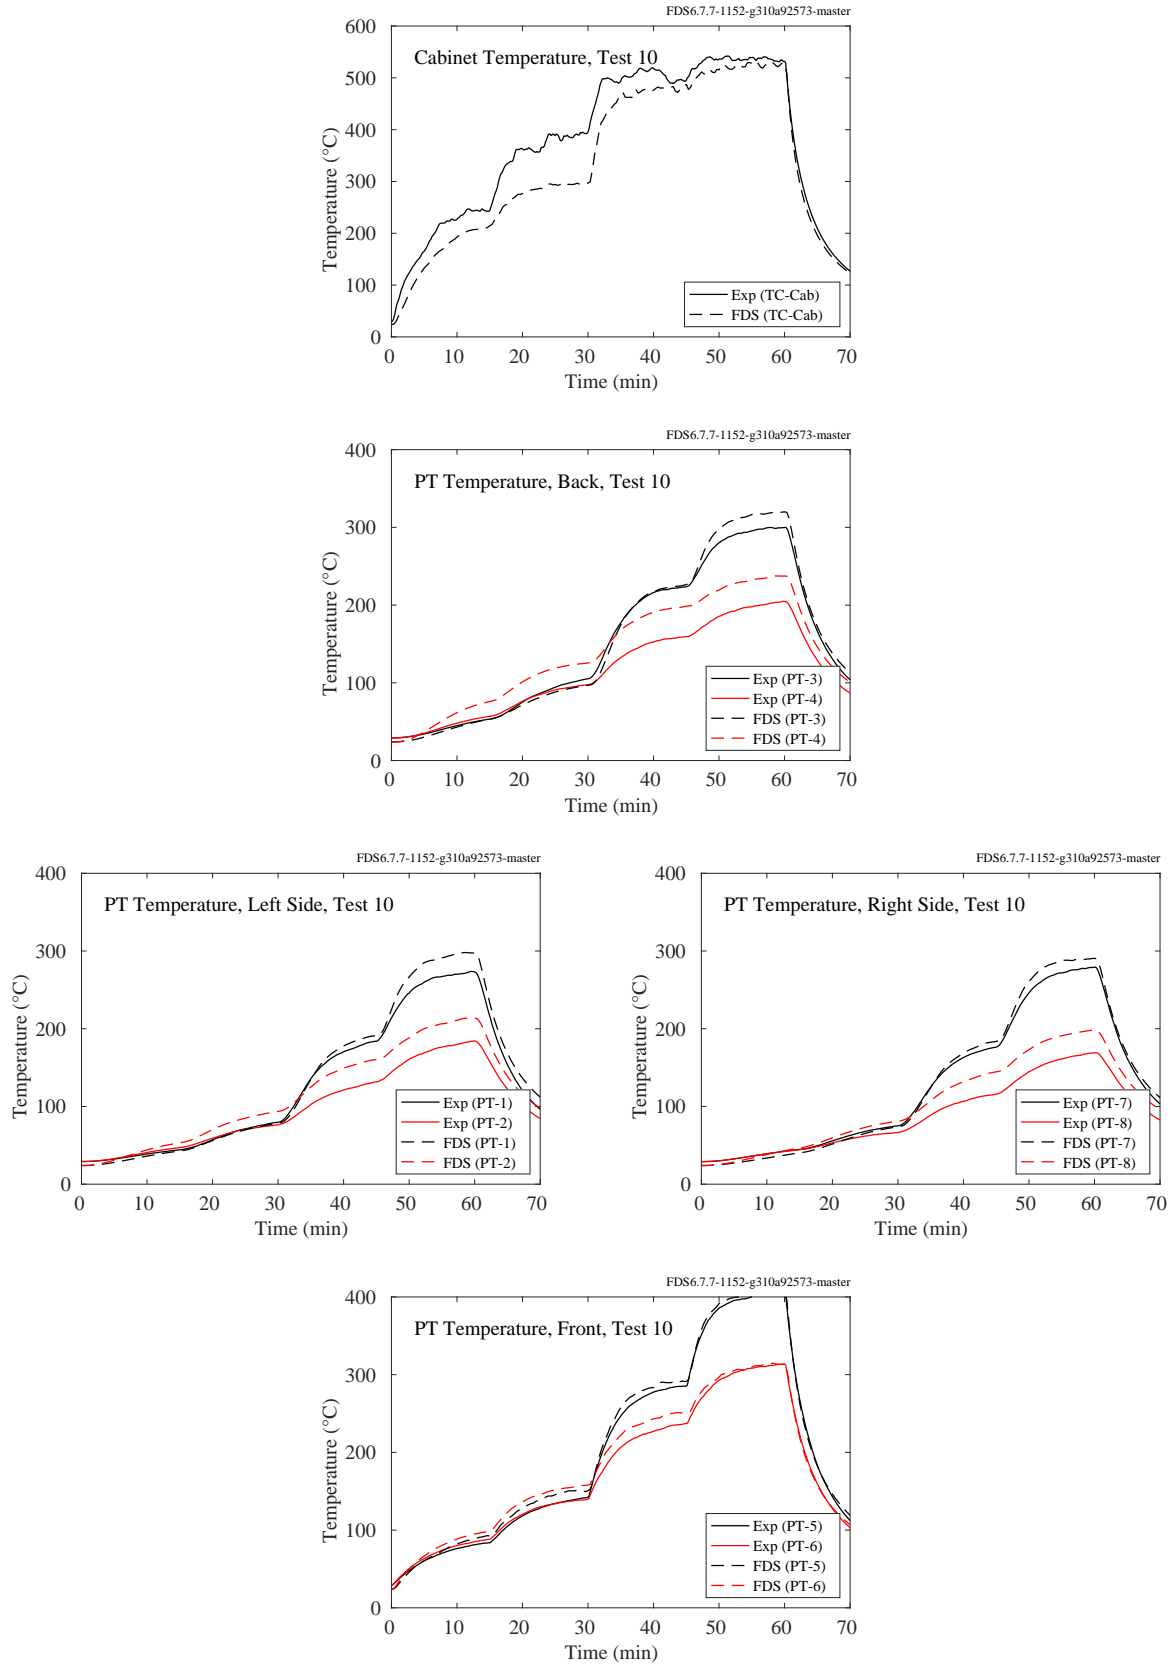 FDS6.7.7-1152-g310a92573-master
Cabinet Temperature, Test 10
Temperature (°C)
600
500
400
300
200
100
0
Exp (TC-Cab)
FDS (TC-Cab)
0 10 20 30 40 50 60 70
Time (min)
FDS6.7.7-1152-g310a92573-master
PT Temperature, Back, Test 10
Temperature (°C)
400
300
200
100
0
Exp (PT-3)
Exp (PT-4)
FDS (PT-3)
FDS (PT-4)
0 10 20 30 40 50 60 70
Time (min)
FDS6.7.7-1152-g310a92573-master
PT Temperature, Left Side, Test 10
Temperature (°C)
400
300
200
100
0
Exp (PT-1)
Exp (PT-2)
FDS (PT-1)
FDS (PT-2)
0 10 20 30 40 50 60 70
Time (min)
FDS6.7.7-1152-g310a92573-master
PT Temperature, Right Side, Test 10
Temperature (°C)
400
300
200
100
0
Exp (PT-7)
Exp (PT-8)
FDS (PT-7)
FDS (PT-8)
0 10 20 30 40 50 60 70
Time (min)
FDS6.7.7-1152-g310a92573-master
PT Temperature, Front, Test 10
Temperature (°C)
400
300
200
100
0
Exp (PT-5)
Exp (PT-6)
FDS (PT-5)
FDS (PT-6)
0 10 20 30 40 50 60 70
Time (min)